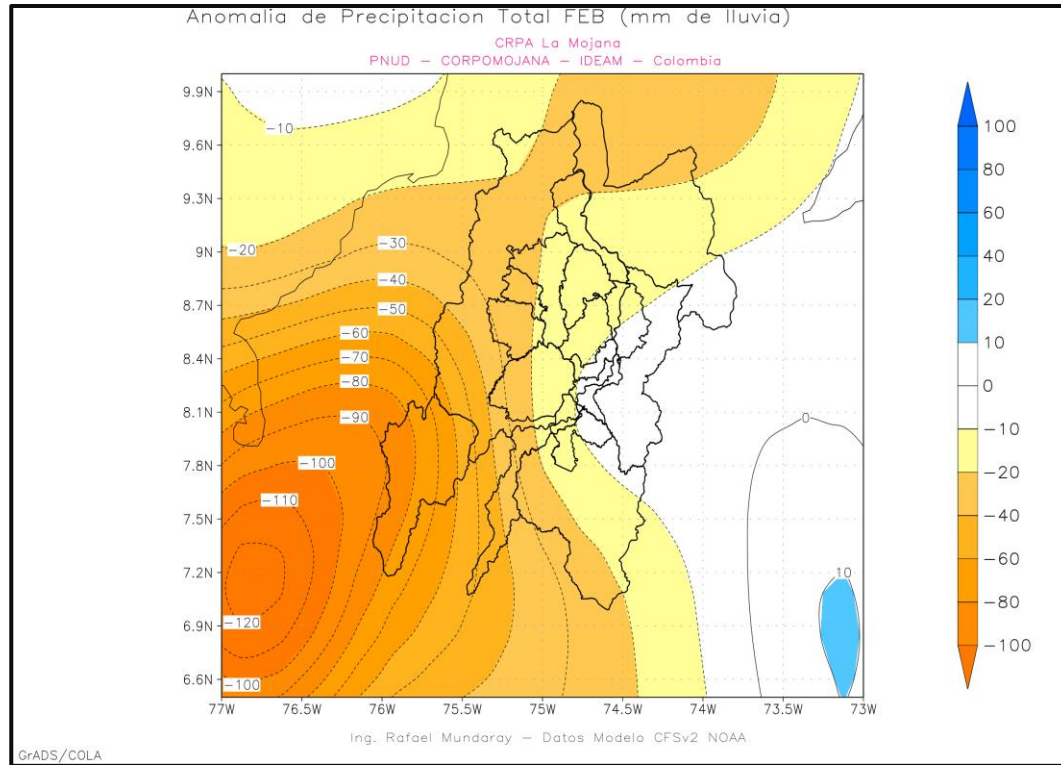 Anomalia de Precipitacion Total FEB (mm de lluvia)
CRPA La Mojana
PNUD – CORPOMOJANA – IDEAM – Colombia
9.9N
9.6N
9.3N
9N
8.7N
8.4N
8.1N
7.8N
7.5N
7.2N
6.9N
6.6N
77W
76.5W
76W
75.5W
75W
74.5W
74W
73.5W
73W
-10
-20
-30
-40
-50
-60
-70
-80
-90
-100
-110
-120
-100
0
10
100
80
60
40
20
10
0
-10
-20
-40
-60
-80
-100
Ing. Rafael Mundaray – Datos Modelo CFSv2 NOAA
GrADS/COLA